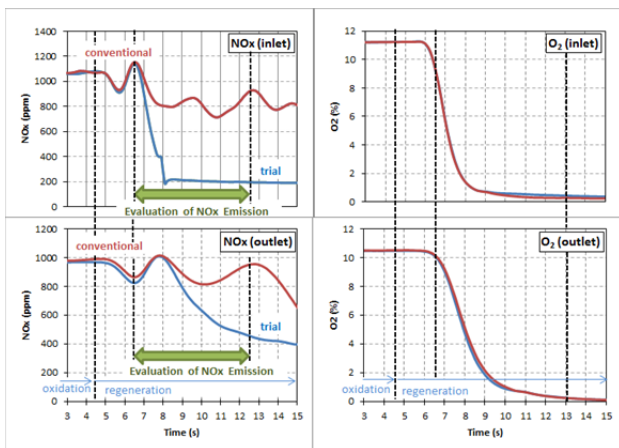 NOx (inlet)
conventional
1400
1200
1000
800
600
400
200
0
NOx (ppm)
trial
Evaluation of NOx Emission
O₂ (inlet)
12
10
8
6
4
2
0
O2 (%)
NOx (outlet)
conventional
1200
1000
800
600
400
200
0
NOx (ppm)
trial
Evaluation of NOx Emission
oxidation
regeneration
3 4 5 6 7 8 9 10 11 12 13 14 15
Time (s)
O₂ (outlet)
12
10
8
6
4
2
0
O2 (%)
oxidation
regeneration
3 4 5 6 7 8 9 10 11 12 13 14 15
Time (s)